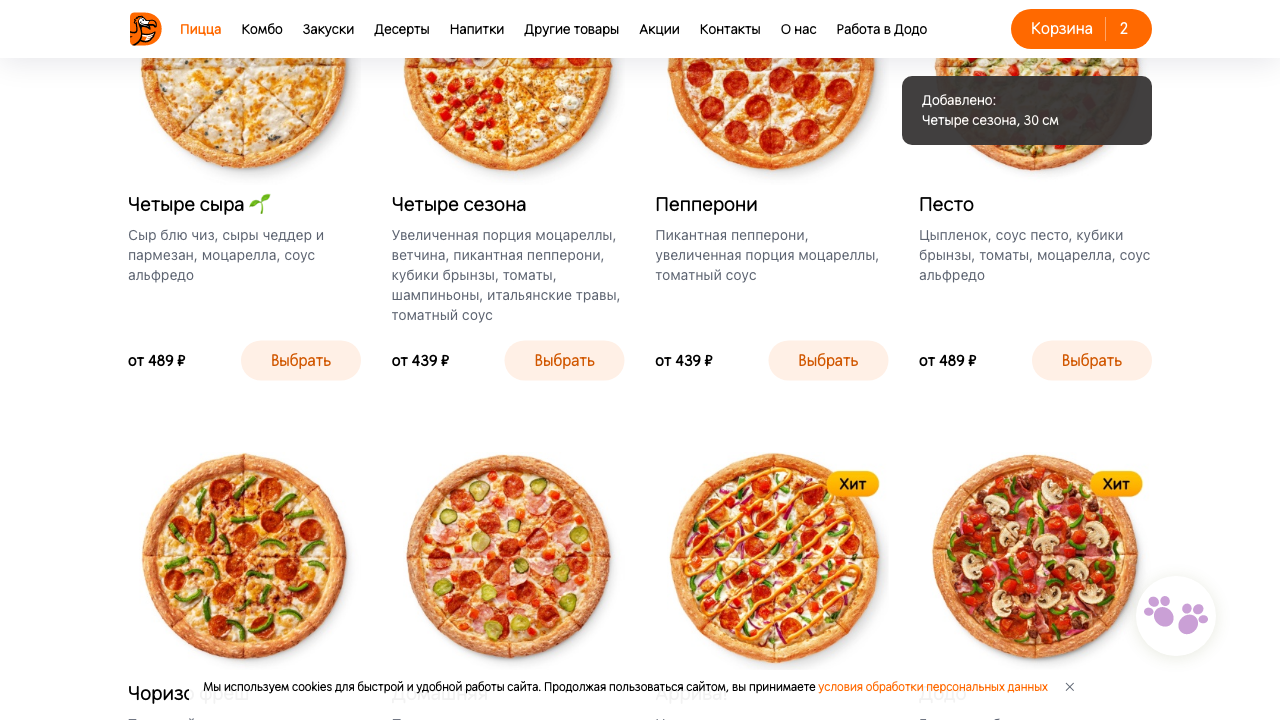 Пицца Комбо Закуски Десерты Напитки Другие товары Акции Контакты О нас Работа в Додо Корзина 2
Добавлено:
Четыре сезона, 30 см
Четыре сыра
Сыр блю чиз, сыры чеддер и
пармезан, моцарелла, соус
альфредо
от 489 ₽ Выбрать
Четыре сезона
Увеличенная порция моцареллы,
ветчина, пикантная пепперони,
кубики брынзы, томаты,
шампиньоны, итальянские травы,
томатный соус
от 439 ₽ Выбрать
Пепперони
Пикантная пепперони,
увеличенная порция моцареллы,
томатный соус
от 439 ₽ Выбрать
Песто
Цыпленок, соус песто, кубики
брынзы, томаты, моцарелла, соус
альфредо
от 489 ₽ Выбрать
Хит
Хит
Мы используем cookies для быстрой и удобной работы сайта. Продолжая пользоваться сайтом, вы принимаете условия обработки персональных данных